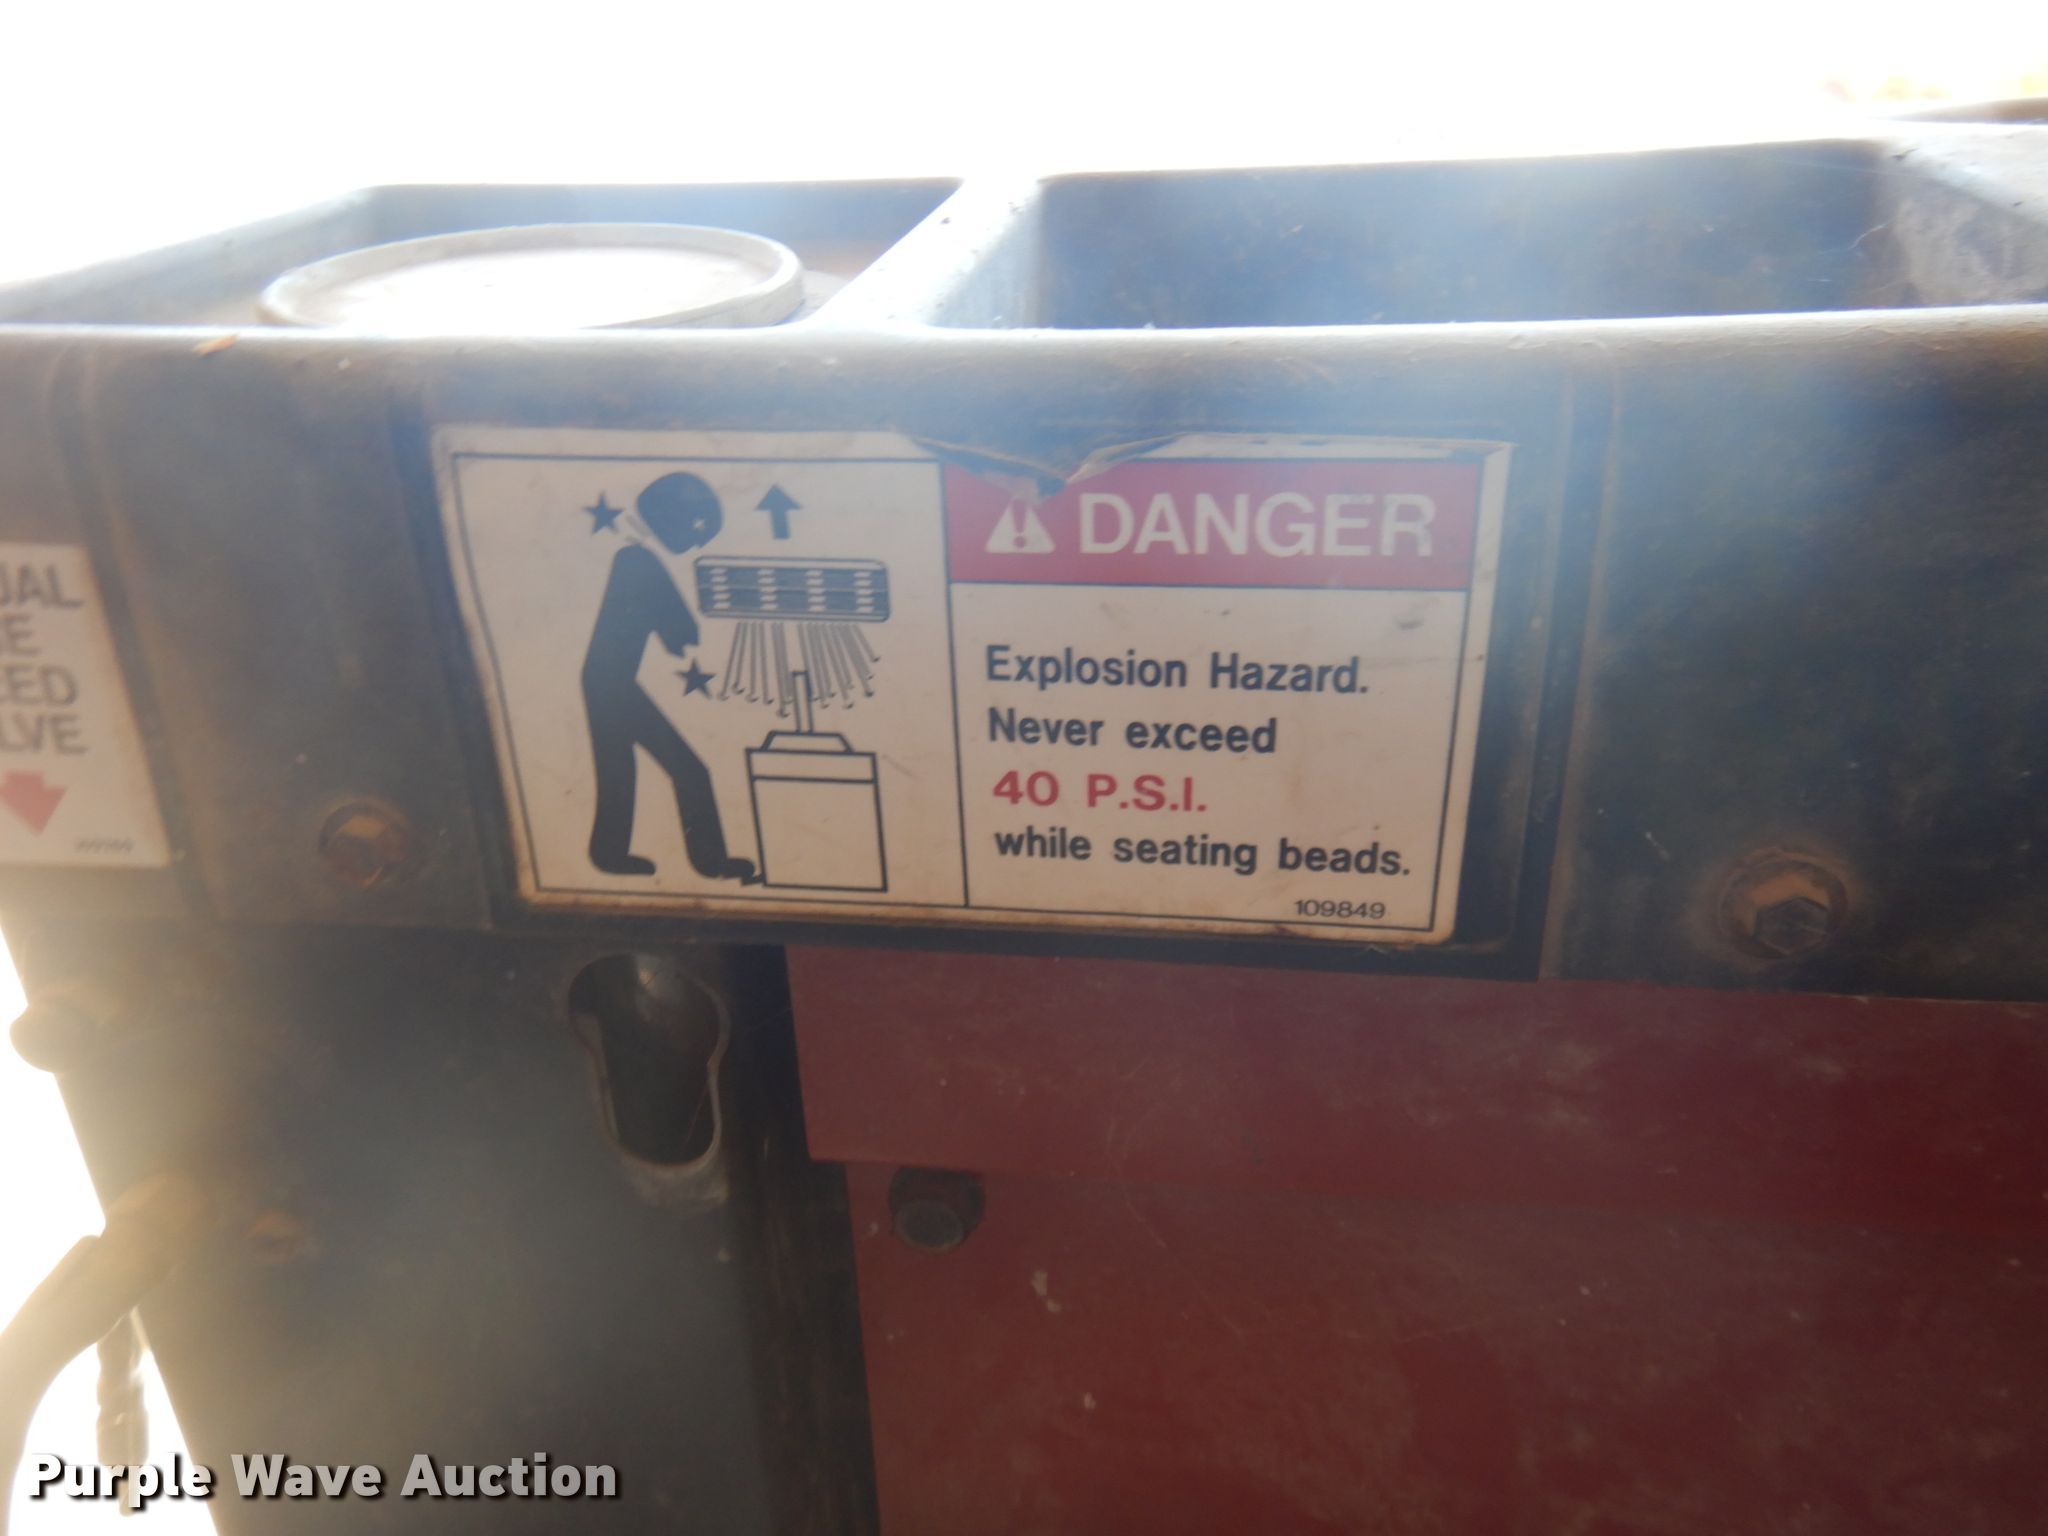 DANGER
Explosion Hazard.
Never exceed
40 P.S.I.
while seating beads.
109849
Purple Wave Auction